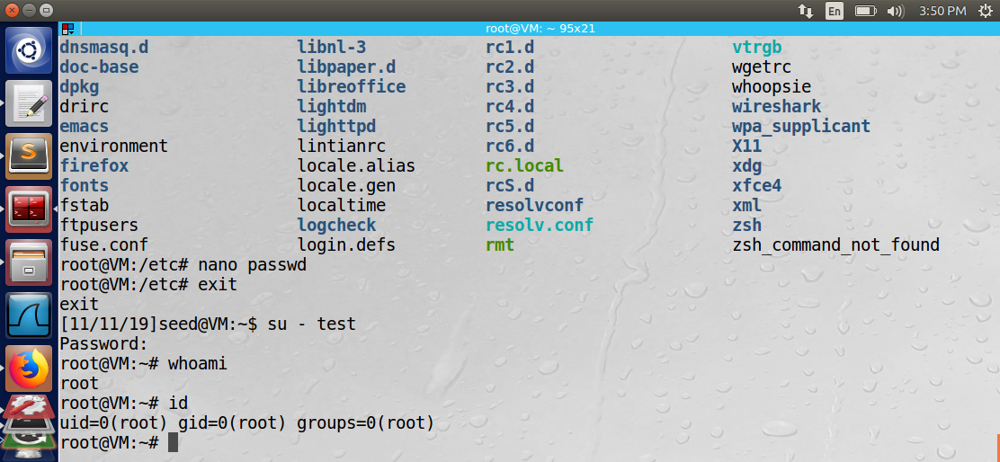 En 3:50 PM
root@VM: ~ 95x21
dnsmasq.d libnl-3 rc1.d vtrgb
doc-base libpaper.d rc2.d wgetrc
dpkg libreoffice rc3.d whoopsie
drirc lightdm rc4.d wireshark
emacs lighttpd rc5.d wpa_supplicant
environment lintianrc rc6.d X11
firefox locale.alias rc.local xdg
fonts locale.gen rcS.d xfce4
fstab localtime resolvconf xml
ftpusers logcheck resolv.conf zsh
fuse.conf login.defs rmt zsh_command_not_found
root@VM:/etc# nano passwd
root@VM:/etc# exit
exit
[11/11/19]seed@VM:~$ su - test
Password:
root@VM:~# whoami
root
root@VM:~# id
uid=0(root) gid=0(root) groups=0(root)
root@VM:~#